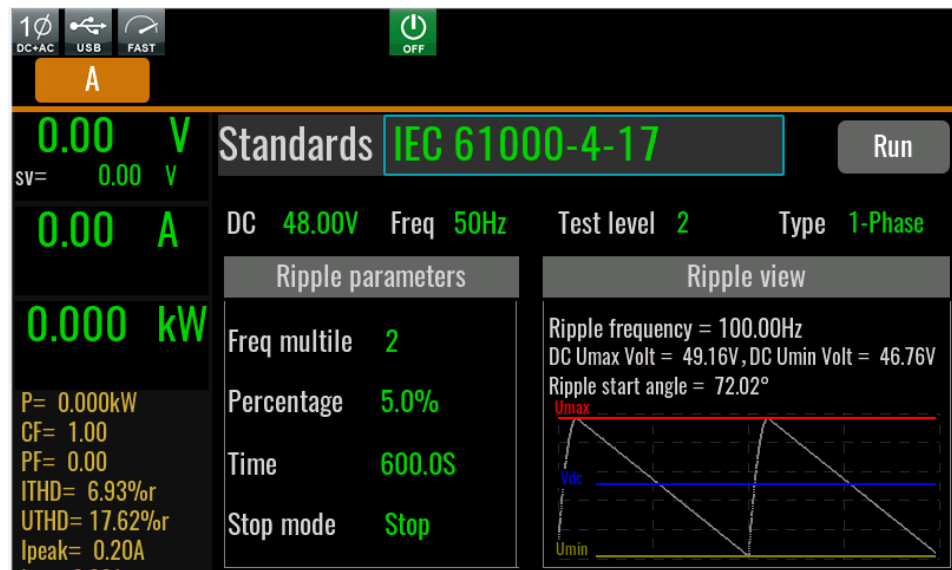 1Ø
DC+AC USB FAST OFF
A
0.00 V
sv= 0.00 V
0.00 A
0.000 kW
P= 0.000kW
CF= 1.00
PF= 0.00
ITHD= 6.93%r
UTHD= 17.62%r
Ipeak= 0.20A
Standards IEC 61000-4-17 Run
DC 48.00V Freq 50Hz Test level 2 Type 1-Phase
Ripple parameters
Freq multile 2
Percentage 5.0%
Time 600.0S
Stop mode Stop
Ripple view
Ripple frequency = 100.00Hz
DC Umax Volt = 49.16V, DC Umin Volt = 46.76V
Ripple start angle = 72.02°
Umax
Vdc
Umin